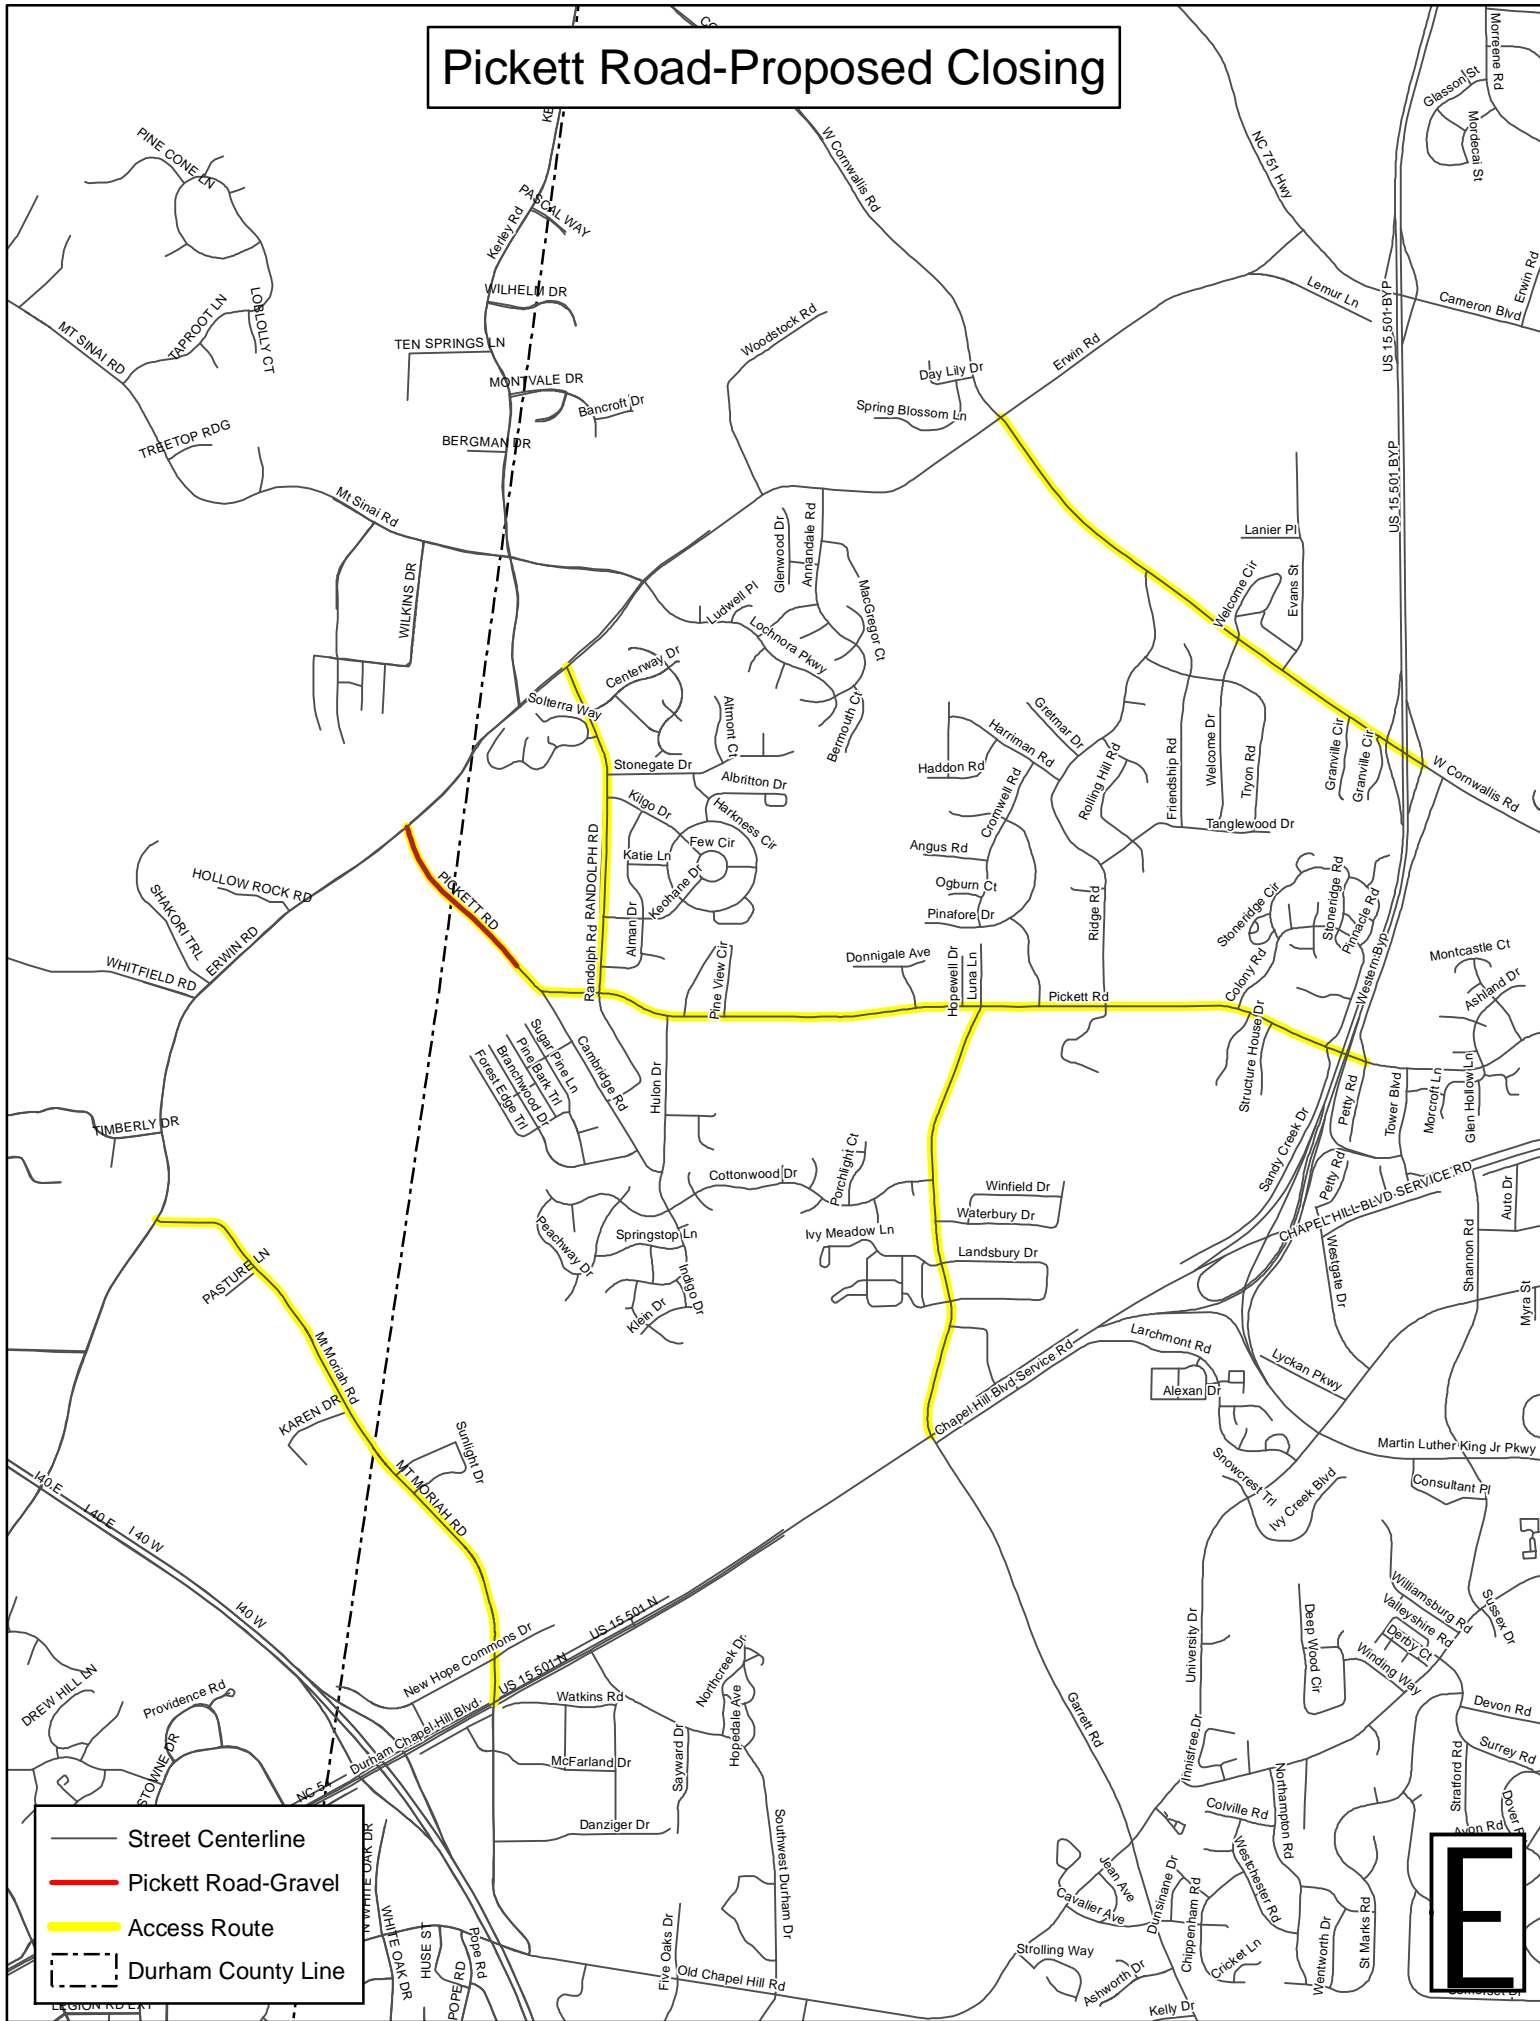 Pickett Road-Proposed Closing
Morreene Rd
Glasson St
Mordecai St
NC 751 Hwy
W Cornwallis Rd
PINE CONE LN
PASCAL WAY
Kerley Rd
WILHELM DR
Erwin Rd
Lemur Ln
Cameron Blvd
US 15 501 BYP
TAPROOT LN
LOBLOLLY CT
MT SINAI RD
TEN SPRINGS LN
Woodstock Rd
Erwin Rd
MONTVALE DR
Bancroft Dr
Day Lily Dr
Spring Blossom Ln
TREETOP RDG
BERGMAN DR
US 15 501 BYP
Mt Sinai Rd
Glenwood Dr
Annandale Rd
Lanier Pl
WILKINS DR
Ludwell Pl
MacGregor Ct
Welcome Cir
Evans St
Lochnora Pkwy
Centerway Dr
Solterra Way
Altmont Ct
Bermouth Ct
Gretmar Dr
Harriman Rd
Haddon Rd
Rolling Hill Rd
Friendship Rd
Welcome Dr
Tryon Rd
Granville Cir
Granville Cir
W Cornwallis Rd
Stonegate Dr
Albritton Dr
Kilgo Dr
Harkness Cir
Cromwell Rd
Tanglewood Dr
Few Cir
Katie Ln
Keohane Dr
RANDOLPH RD
Randolph Rd
Alman Dr
Angus Rd
Ogburn Ct
Pinafore Dr
Ridge Rd
HOLLOW ROCK RD
SHAKORI TRL
PICKETT RD
ERWIN RD
WHITFIELD RD
Stoneridge Cir
Stoneridge Rd
Pinnacle Rd
Colony Rd
Western Byp
Montcastle Ct
Ashland Dr
Pine View Cir
Donnigale Ave
Hopewell Dr
Luna Ln
Pickett Rd
Structure House Dr
Sugar Pine Ln
Pine Bark Trl
Branchwood Dr
Forest Edge Trl
Cambridge Rd
Hulon Dr
Petty Rd
Tower Blvd
Morcroft Ln
Glen Hollow Ln
TIMBERLY DR
Sandy Creek Dr
Petty Rd
Cottonwood Dr
Porchlight Ct
Winfield Dr
Waterbury Dr
CHAPEL HILL BLVD SERVICE RD
Auto Dr
Peachway Dr
Springstop Ln
Ivy Meadow Ln
Landsbury Dr
Westgate Dr
Shannon Rd
PASTURE LN
Indigo Dr
Klein Dr
Myra St
Mt Moriah Rd
Chapel Hill Blvd Service Rd
Larchmont Rd
Lyckan Pkwy
Alexan Dr
KAREN DR
Sunlight Dr
Martin Luther King Jr Pkwy
MT MORIAH RD
Snowcrest Trl
Ivy Creek Blvd
Consultant Pl
I 40 E
I 40 E
I 40 W
I40 W
Williamsburg Rd
Valleyshire Rd
Derby Ct
Sussex Dr
US 15 501 N
New Hope Commons Dr
University Dr
Deep Wood Cir
Winding Way
Northcreek Dr
DREW HILL LN
Providence Rd
US 15 501 N
Watkins Rd
Hopedale Ave
Garrett Rd
Devon Rd
Durham Chapel Hill Blvd.
McFarland Dr
Sayward Dr
Innisfree Dr
Surrey Rd
Stratford Rd
NC 54
Danziger Dr
Southwest Durham Dr
Colville Rd
Northampton Rd
Westchester Rd
Avon Rd
Jean Ave
Cavalier Ave
Dunsinane Dr
Chippenham Rd
Cricket Ln
Wentworth Dr
St Marks Rd
Strolling Way
Ashworth Dr
Kelly Dr
Five Oaks Dr
Old Chapel Hill Rd
N WHITE OAK DR
WHITE OAK DR
HUSE ST
Pope Rd
POPE RD
Street Centerline
Pickett Road-Gravel
Access Route
Durham County Line
E